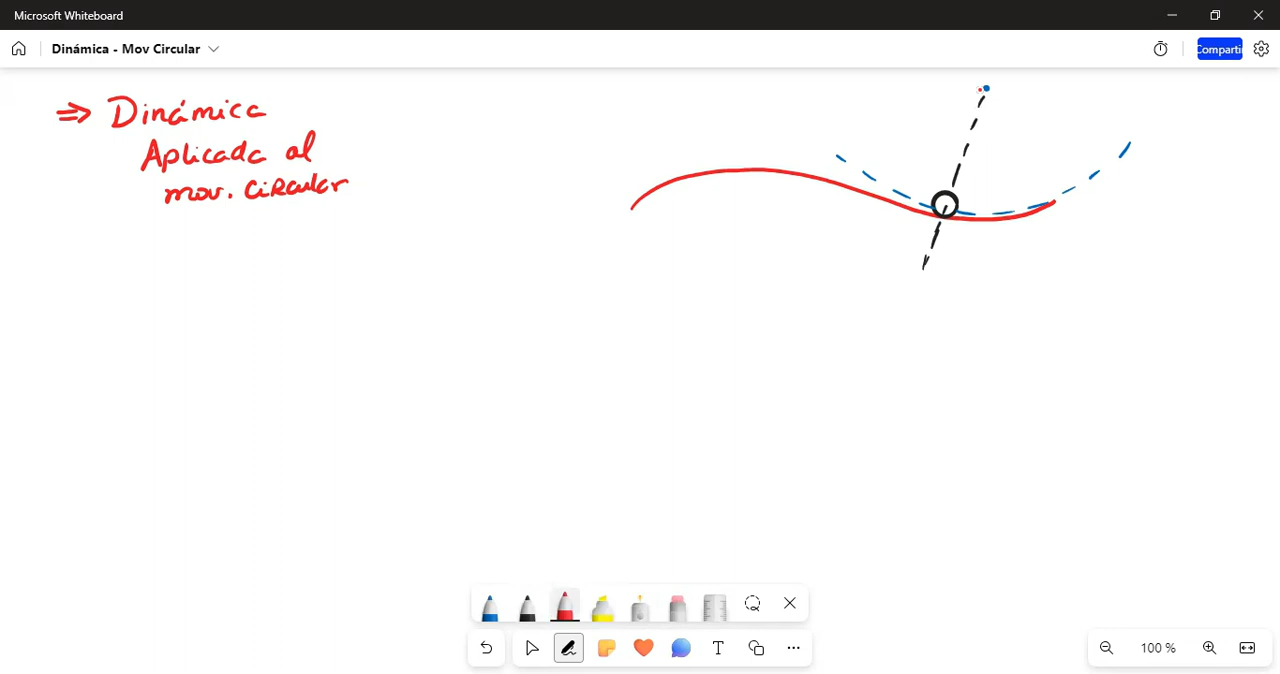 Microsoft Whiteboard
Dinámica - Mov Circular
Comparti
⇒ Dinámica
Aplicada al
mov. CiRcular
T
100 %